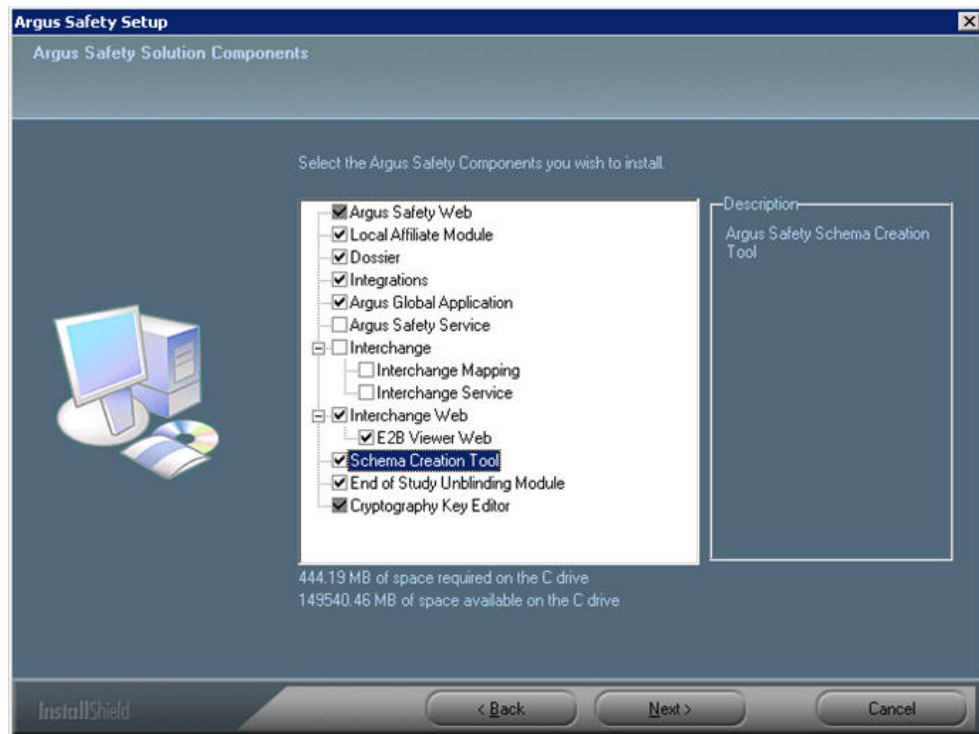 Argus Safety Setup
Argus Safety Solution Components
Select the Argus Safety Components you wish to install.
Argus Safety Web
Local Affiliate Module
Dossier
Integrations
Argus Global Application
Argus Safety Service
Interchange
Interchange Mapping
Interchange Service
Interchange Web
E2B Viewer Web
Schema Creation Tool
End of Study Unblinding Module
Cryptography Key Editor
Description
Argus Safety Schema Creation
Tool
444.19 MB of space required on the C drive
149540.46 MB of space available on the C drive
InstallShield
< Back
Next >
Cancel